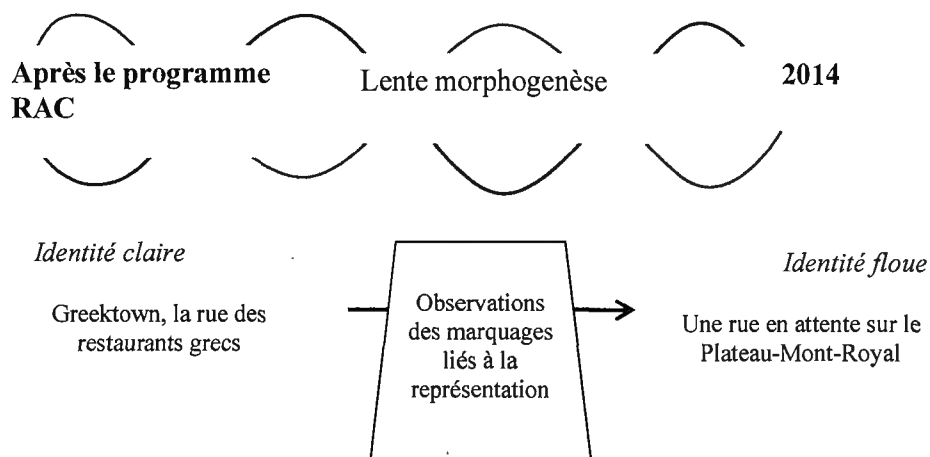 Après le programme
RAC
Lente morphogenèse
2014
Identité claire
Identité floue
Greektown, la rue des
restaurants grecs
Observations
des marquages
liés à la
représentation
Une rue en attente sur le
Plateau-Mont-Royal